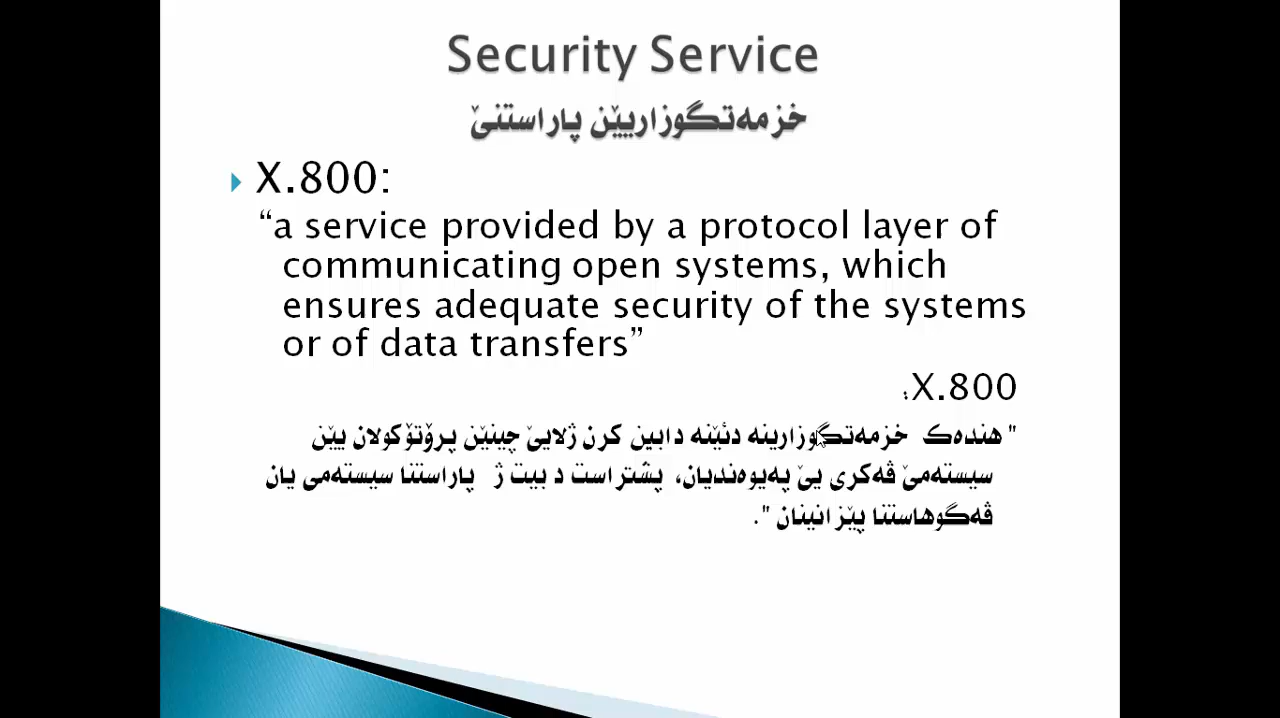 Security Service
خزمەتگوزاریێن پاراستنێ
X.800:
“a service provided by a protocol layer of
communicating open systems, which
ensures adequate security of the systems
or of data transfers”
X.800:
" هندەک خزمەتگوزارینە دئێنە دابین کرن ژلایێ چینێن پرۆتۆکولان یێن
سیستەمێ ڤەکری یێ پەیوەندیان، پشتراست د بیت ژ پاراستنا سیستەمی یان
ڤەگوهاستنا پێزانینان ".